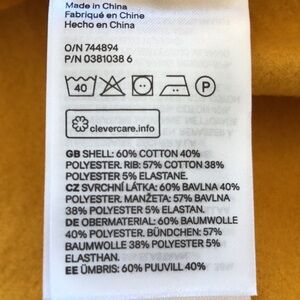 Made in China
Fabriqué en Chine
Hecho en China
O/N 744894
P/N 0381038 6
40
P
clevercare.info
GB SHELL: 60% COTTON 40%
POLYESTER. RIB: 57% COTTON 38%
POLYESTER 5% ELASTANE.
CZ SVRCHNÍ LÁTKA: 60% BAVLNA 40%
POLYESTER. MANŽETA: 57% BAVLNA
38% POLYESTER 5% ELASTAN.
DE OBERMATERIAL: 60% BAUMWOLLE
40% POLYESTER. BÜNDCHEN: 57%
BAUMWOLLE 38% POLYESTER 5%
ELASTHAN.
EE ÜMBRIS: 60% PUUVILL 40%